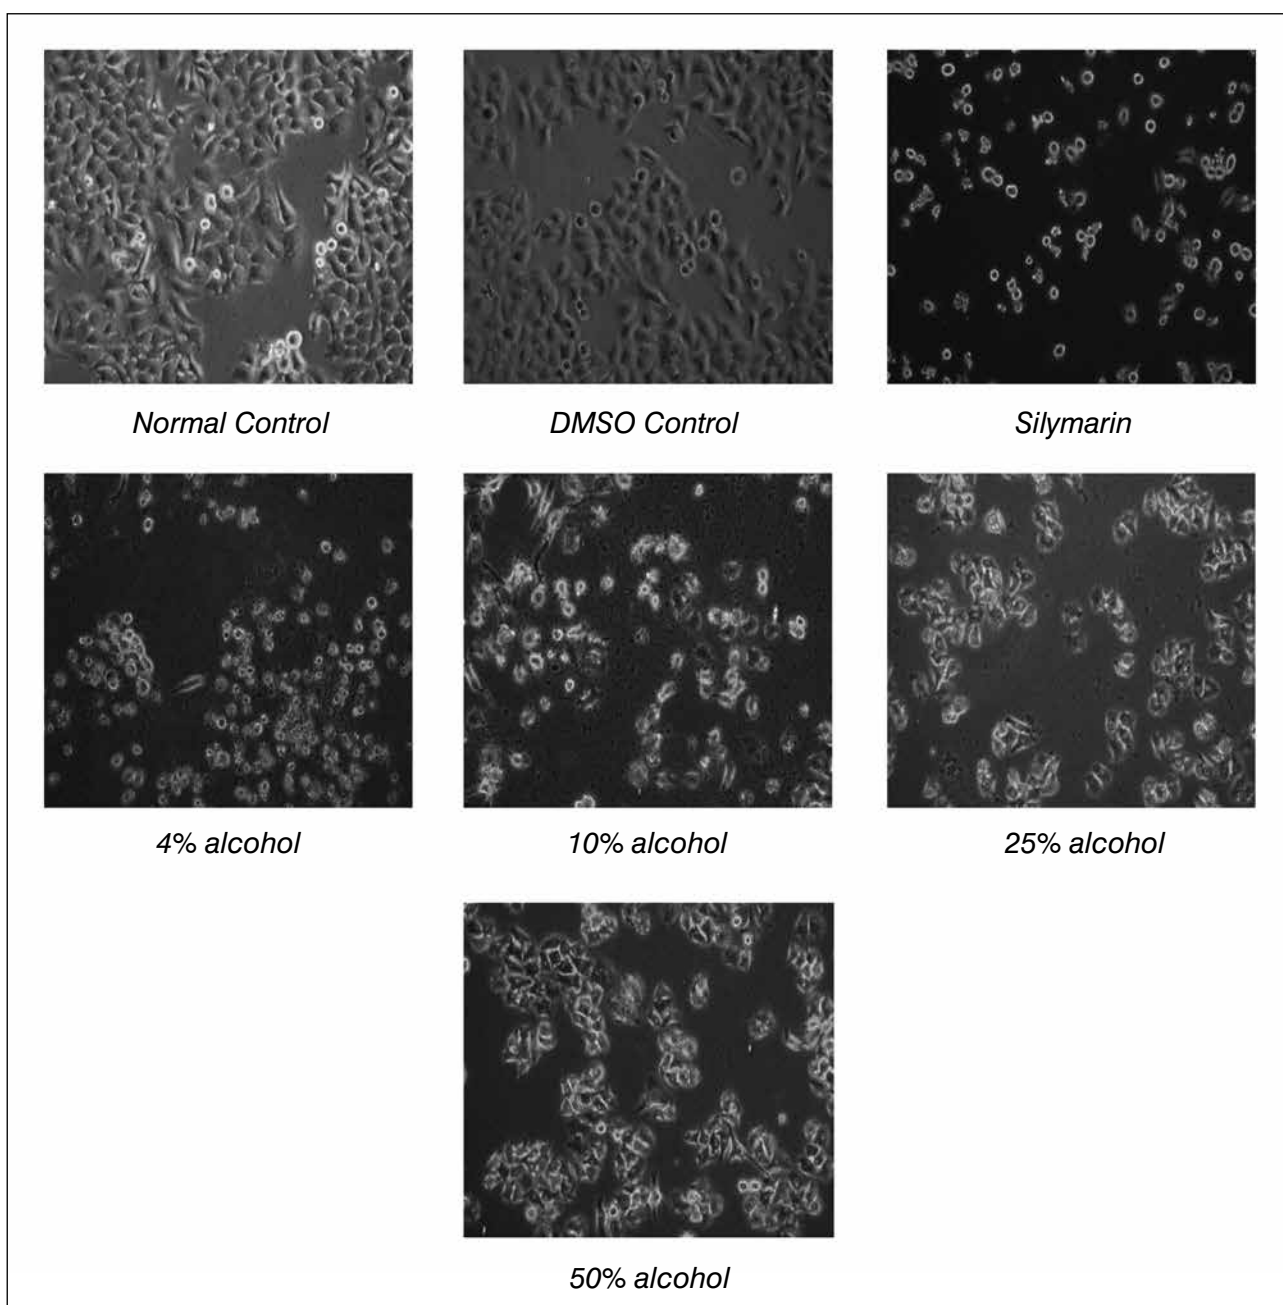 Normal Control
DMSO Control
Silymarin
4% alcohol
10% alcohol
25% alcohol
50% alcohol